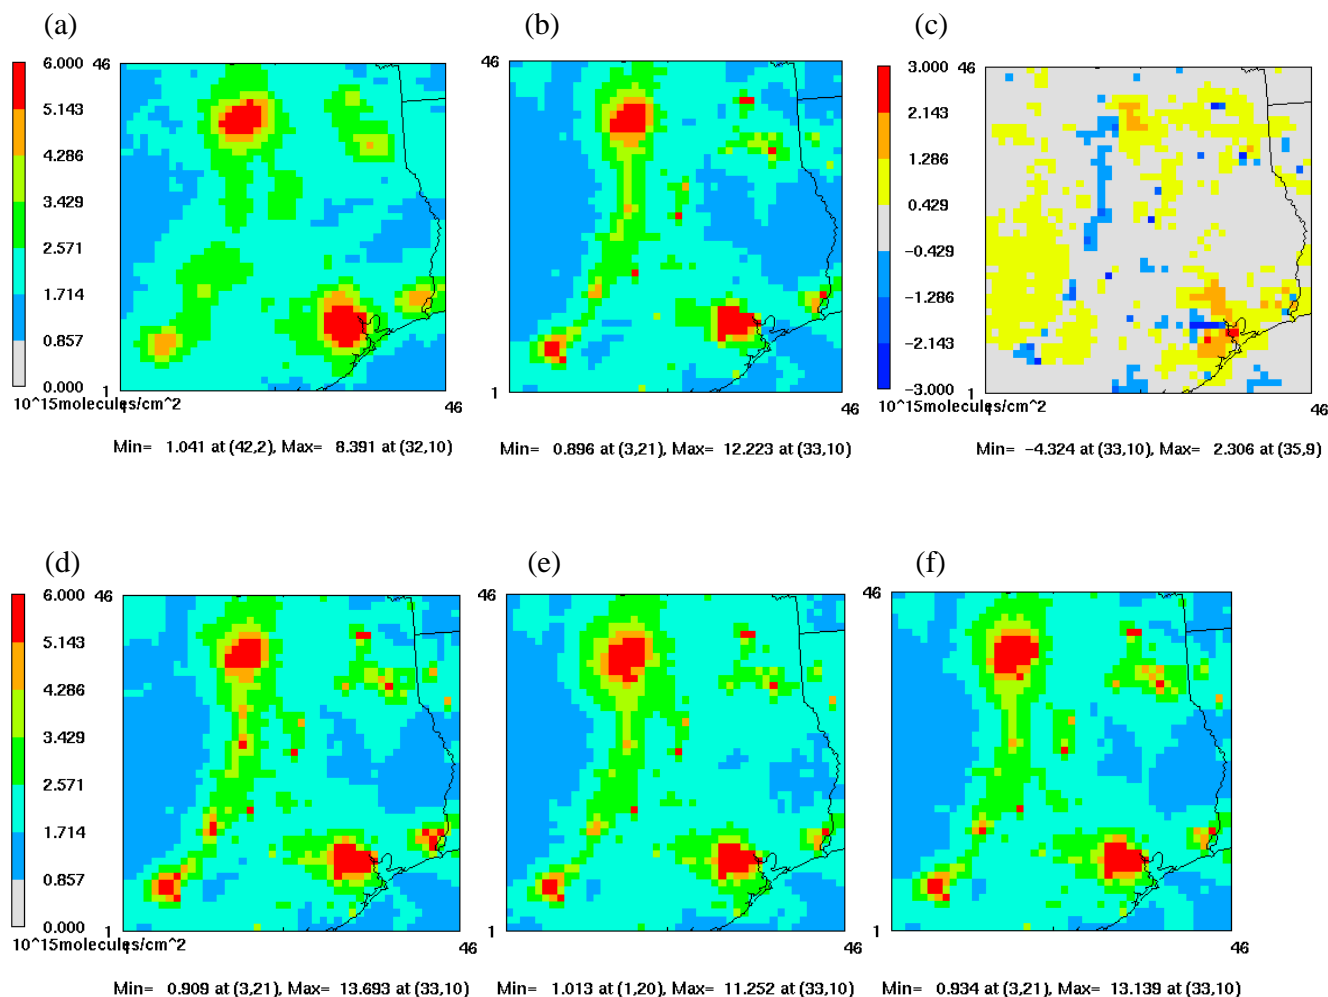 (a) (b) (c)
6.000 46 46 3.000 46
5.143 2.143
4.286 1.286
3.429 0.429
2.571 −0.429
1.714 −1.286
0.857 −2.143
0.000 1 1 −3.000 1
10^15molecules/cm^2 46 46 10^15molecules/cm^2 46
Min= 1.041 at (42,2), Max= 8.391 at (32,10) Min= 0.896 at (3,21), Max= 12.223 at (33,10) Min= −4.324 at (33,10), Max= 2.306 at (35,9)
(d) (e) (f)
6.000 46 46 46
5.143
4.286
3.429
2.571
1.714
0.857
0.000 1 1 1
10^15molecules/cm^2 46 46 46
Min= 0.909 at (3,21), Max= 13.693 at (33,10) Min= 1.013 at (1,20), Max= 11.252 at (33,10) Min= 0.934 at (3,21), Max= 13.139 at (33,10)